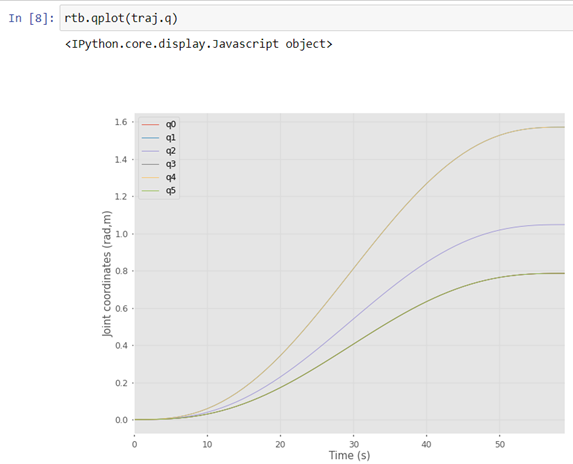 In [8]: rtb.qplot(traj.q)
<IPython.core.display.Javascript object>
1.6
1.4
1.2
1.0
0.8
0.6
0.4
0.2
0.0
Joint coordinates (rad,m)
q0
q1
q2
q3
q4
q5
0 10 20 30 40 50
Time (s)